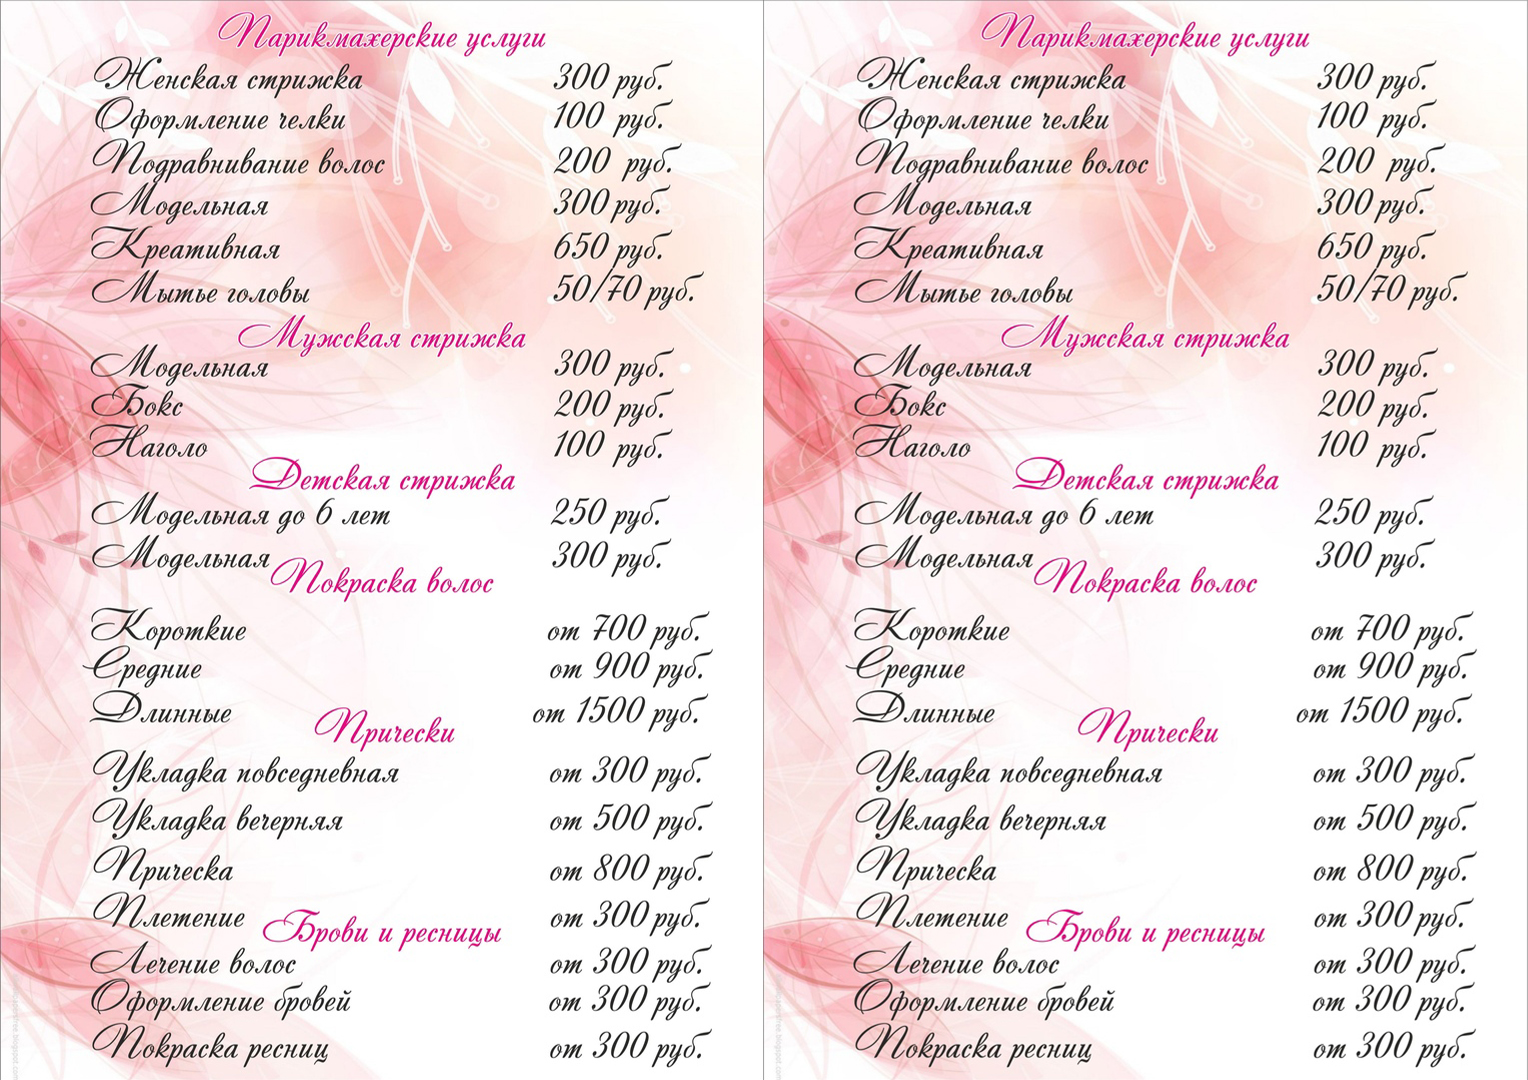 Парикмахерские услуги
Женская стрижка 300 руб.
Оформление челки 100 руб.
Подравнивание волос 200 руб.
Модельная 300 руб.
Креативная 650 руб.
Мытье головы 50/70 руб.
Мужская стрижка
Модельная 300 руб.
Бокс 200 руб.
Наголо 100 руб.
Детская стрижка
Модельная до 6 лет 250 руб.
Модельная 300 руб.
Покраска волос
Короткие от 700 руб.
Средние от 900 руб.
Длинные от 1500 руб.
Прически
Укладка повседневная от 300 руб.
Укладка вечерняя от 500 руб.
Прическа от 800 руб.
Плетение от 300 руб.
Брови и ресницы
Лечение волос от 300 руб.
Оформление бровей от 300 руб.
Покраска ресниц от 300 руб.
Парикмахерские услуги
Женская стрижка 300 руб.
Оформление челки 100 руб.
Подравнивание волос 200 руб.
Модельная 300 руб.
Креативная 650 руб.
Мытье головы 50/70 руб.
Мужская стрижка
Модельная 300 руб.
Бокс 200 руб.
Наголо 100 руб.
Детская стрижка
Модельная до 6 лет 250 руб.
Модельная 300 руб.
Покраска волос
Короткие от 700 руб.
Средние от 900 руб.
Длинные от 1500 руб.
Прически
Укладка повседневная от 300 руб.
Укладка вечерняя от 500 руб.
Прическа от 800 руб.
Плетение от 300 руб.
Брови и ресницы
Лечение волос от 300 руб.
Оформление бровей от 300 руб.
Покраска ресниц от 300 руб.